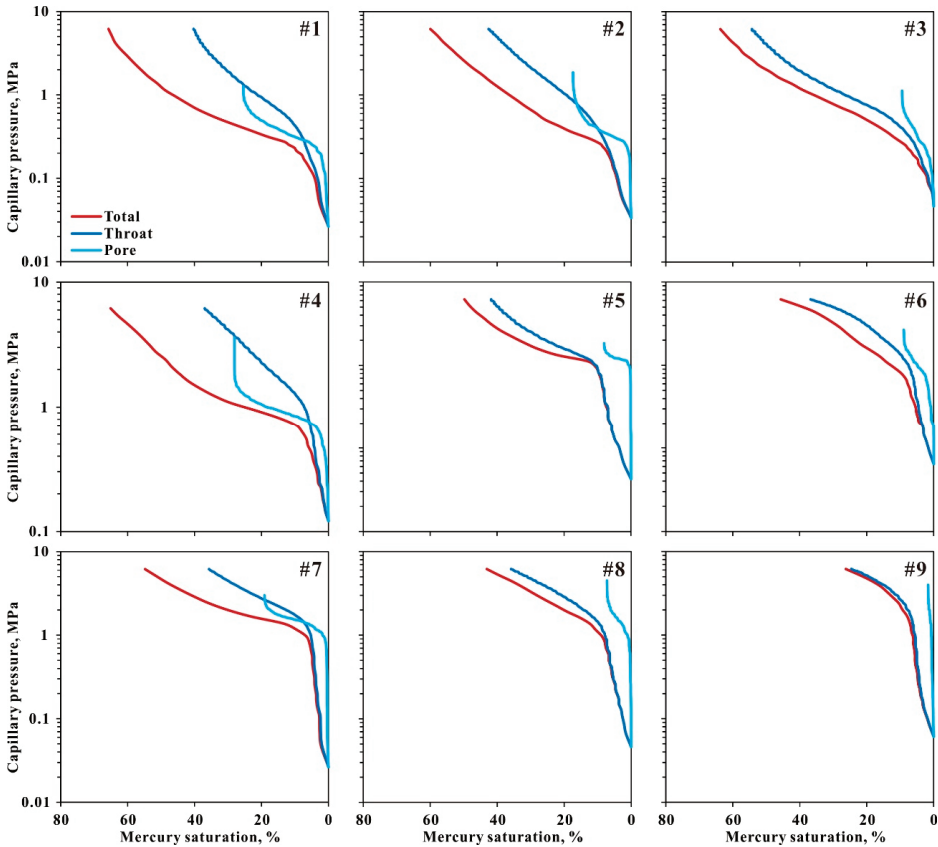 Capillary pressure, MPa
10
1
0.1
0.01
#1
Total
Throat
Pore
#2
#3
Capillary pressure, MPa
10
1
0.1
#4
#5
#6
Capillary pressure, MPa
10
1
0.1
0.01
#7
#8
#9
80 60 40 20 0
80 60 40 20 0
80 60 40 20 0
Mercury saturation, %
Mercury saturation, %
Mercury saturation, %